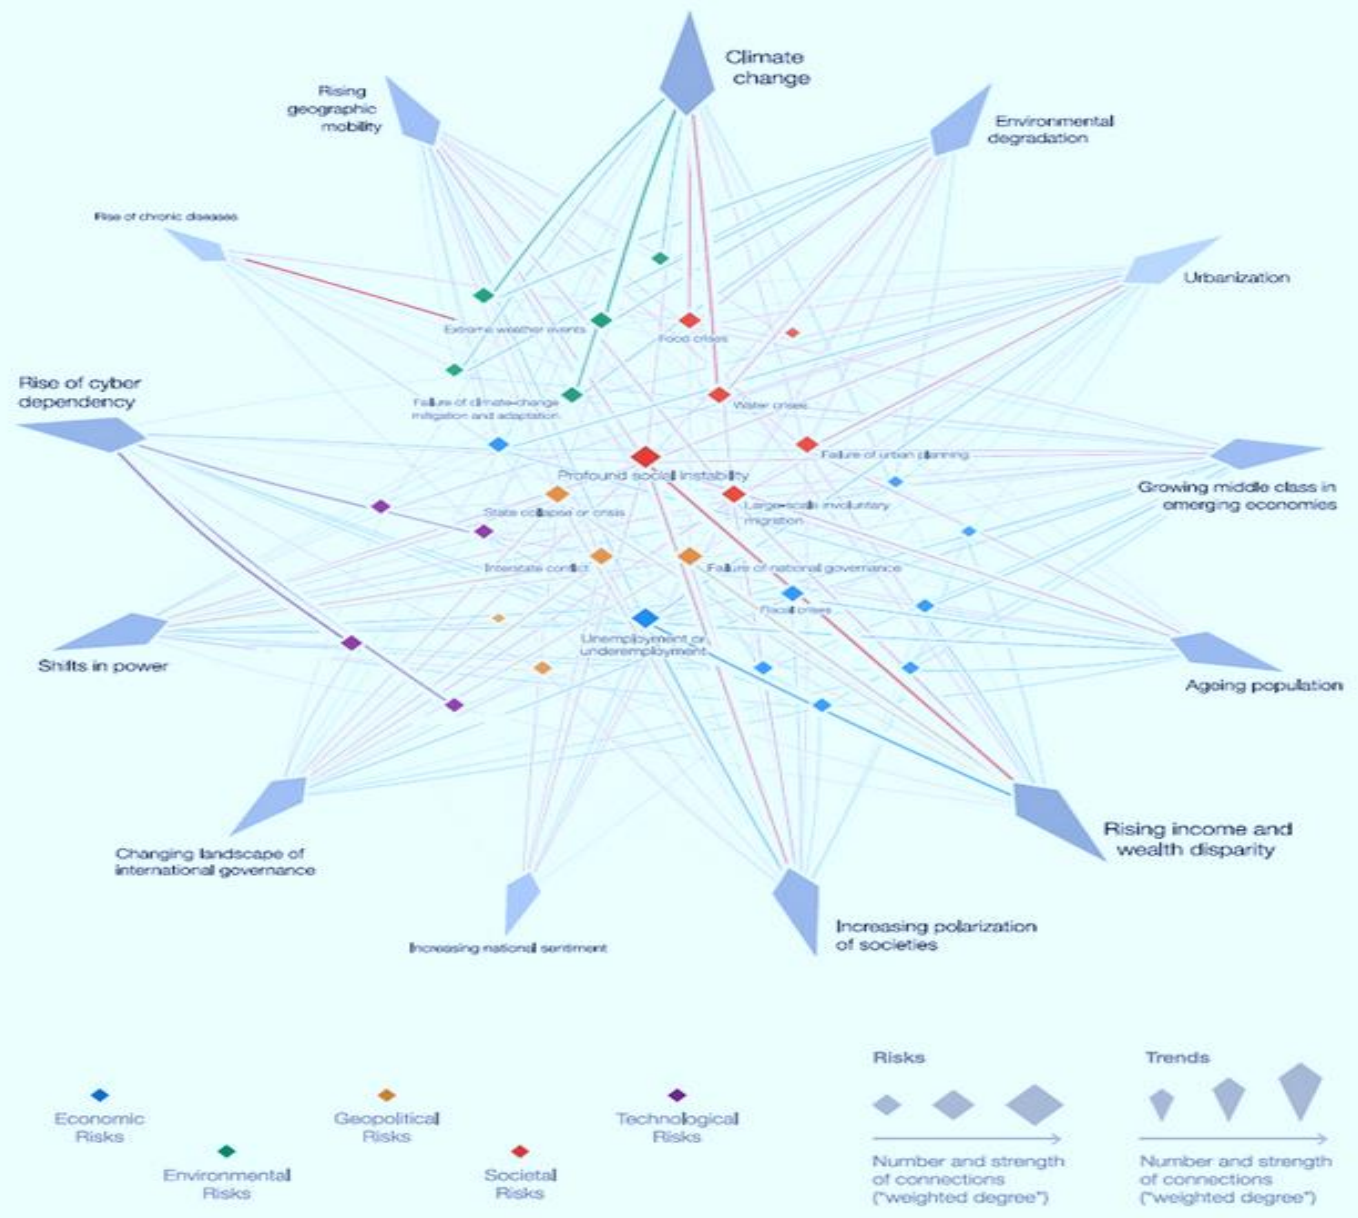 Climate
change
Rising
geographic
mobility
Environmental
degradation
Rise of chronic diseases
Urbanization
Extreme weather events
Food crises
Rise of cyber
dependency
Failure of climate-change
mitigation and adaptation
Water crises
Failure of urban planning
Profound social instability
Growing middle class in
emerging economies
State collapse or crisis
Large-scale involuntary
migration
Interstate conflict
Failure of national governance
Fiscal crises
Unemployment or
underemployment
Shifts in power
Ageing population
Changing landscape of
international governance
Rising income and
wealth disparity
Increasing national sentiment
Increasing polarization
of societies
Risks
Trends
Economic
Risks
Geopolitical
Risks
Technological
Risks
Environmental
Risks
Societal
Risks
Number and strength
of connections
("weighted degree")
Number and strength
of connections
("weighted degree")